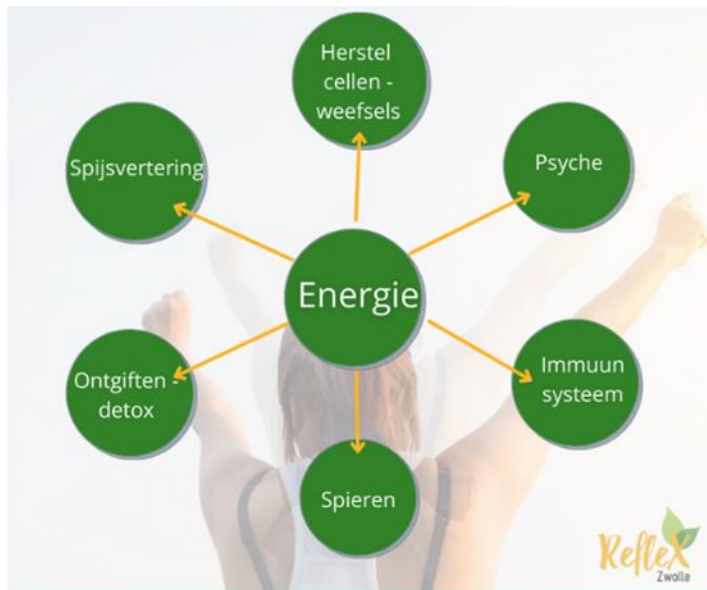 Herstel
cellen -
weefsels
Spijsvertering
Psyche
Energie
Ontgiften -
detox
Immuun
systeem
Spieren
RefleX
Zwolle